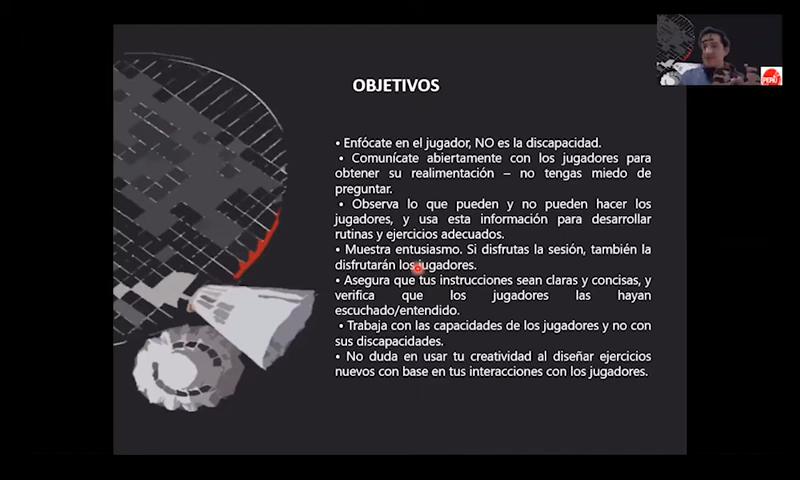 OBJETIVOS
• Enfócate en el jugador, NO es la discapacidad.
• Comunícate abiertamente con los jugadores para
obtener su realimentación – no tengas miedo de
preguntar.
• Observa lo que pueden y no pueden hacer los
jugadores, y usa esta información para desarrollar
rutinas y ejercicios adecuados.
• Muestra entusiasmo. Si disfrutas la sesión, también la
disfrutarán los jugadores.
• Asegura que tus instrucciones sean claras y concisas, y
verifica que los jugadores las hayan
escuchado/entendido.
• Trabaja con las capacidades de los jugadores y no con
sus discapacidades.
• No duda en usar tu creatividad al diseñar ejercicios
nuevos con base en tus interacciones con los jugadores.
PERÚ